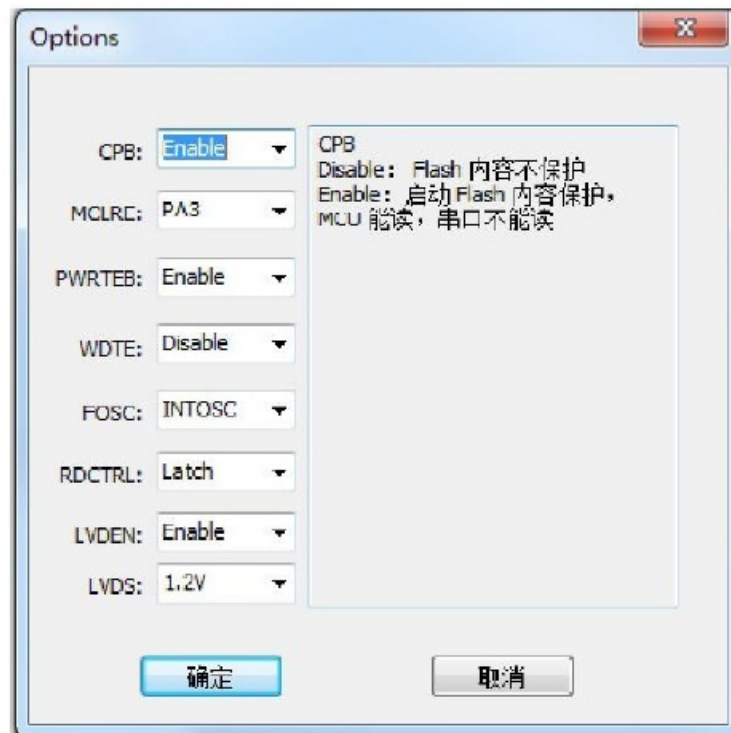 Options
CPB: Enable
MCLRE: PA3
PWRTEB: Enable
WDTE: Disable
FOSC: INTOSC
RDCTRL: Latch
LVDEN: Enable
LVDS: 1.2V
CPB
Disable： Flash 内容不保护
Enable：启动 Flash 内容保护，
MCU 能读，串口不能读
确定
取消